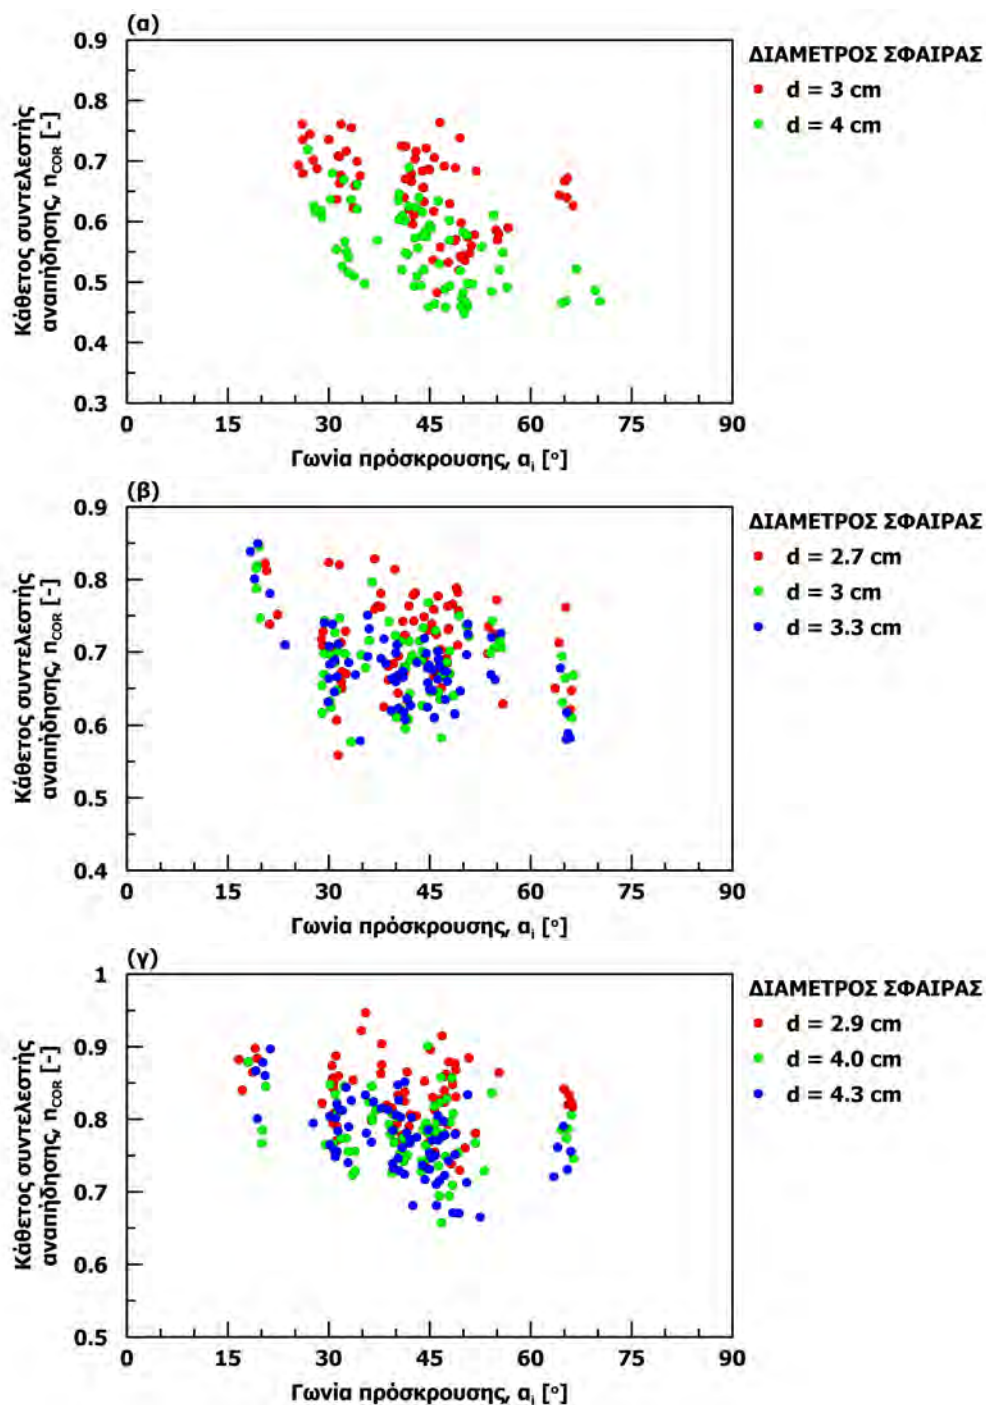 (α)
0.9
0.8
0.7
0.6
0.5
0.4
0.3
Κάθετος συντελεστής
αναπήδησης, nCOR [-]
0 15 30 45 60 75 90
Γωνία πρόσκρουσης, αi [°]
ΔΙΑΜΕΤΡΟΣ ΣΦΑΙΡΑΣ
d = 3 cm
d = 4 cm
(β)
0.9
0.8
0.7
0.6
0.5
0.4
Κάθετος συντελεστής
αναπήδησης, nCOR [-]
0 15 30 45 60 75 90
Γωνία πρόσκρουσης, αi [°]
ΔΙΑΜΕΤΡΟΣ ΣΦΑΙΡΑΣ
d = 2.7 cm
d = 3 cm
d = 3.3 cm
(γ)
1
0.9
0.8
0.7
0.6
0.5
Κάθετος συντελεστής
αναπήδησης, nCOR [-]
0 15 30 45 60 75 90
Γωνία πρόσκρουσης, αi [°]
ΔΙΑΜΕΤΡΟΣ ΣΦΑΙΡΑΣ
d = 2.9 cm
d = 4.0 cm
d = 4.3 cm